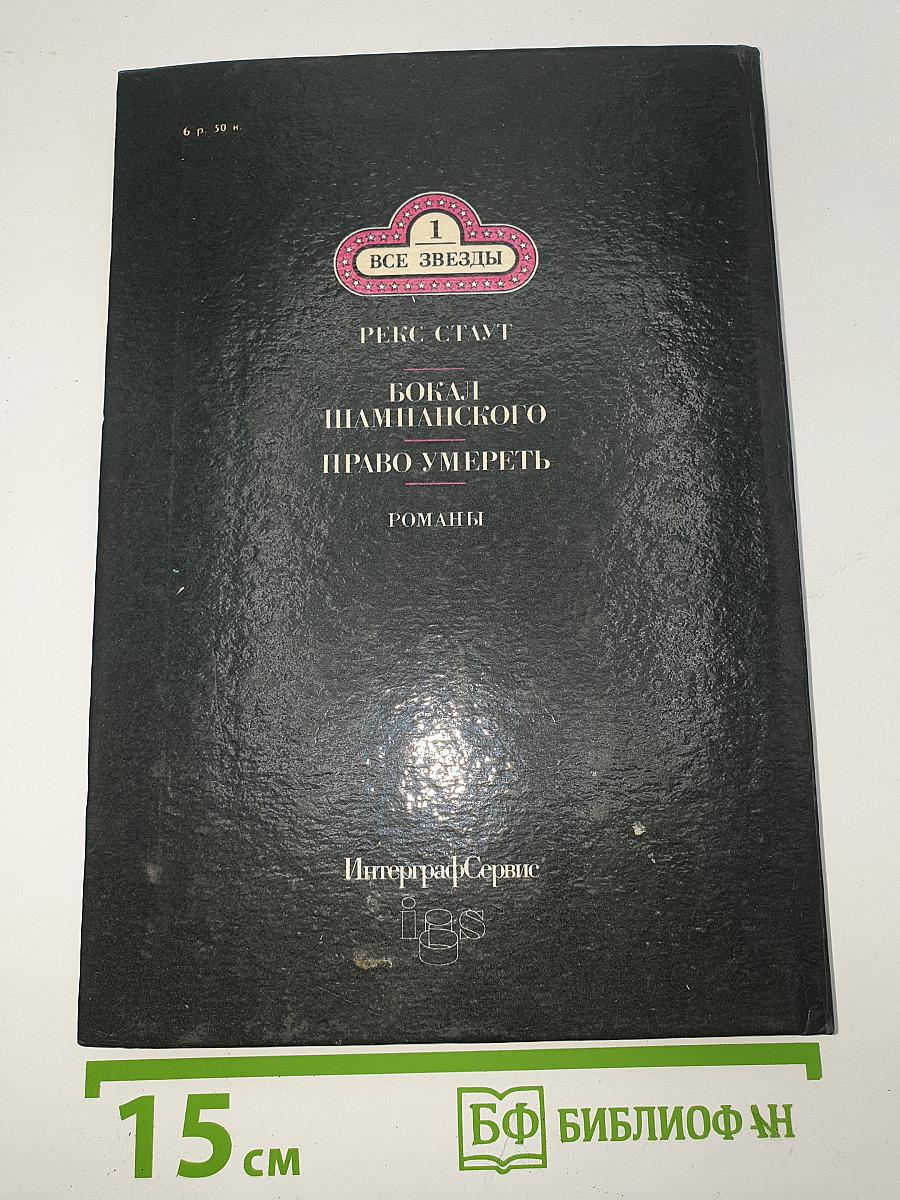 6 р. 50 к.
1
ВСЕ ЗВЕЗДЫ
РЕКС СТАУТ
БОКАЛ
ШАМПАНСКОГО
ПРАВО УМЕРЕТЬ
РОМАНЫ
ИнтерграфСервис
igs
15 см
БФ БИБЛИОФАН